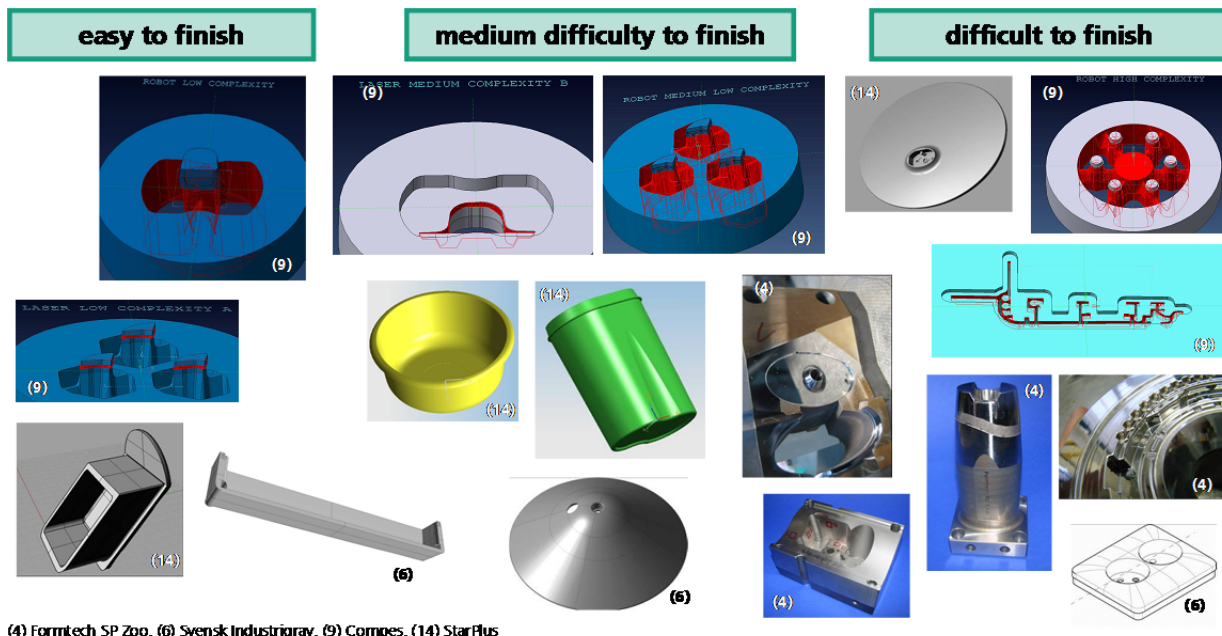 easy to finish
medium difficulty to finish
difficult to finish
ROBOT LOW COMPLEXITY
(9)
LASER MEDIUM COMPLEXITY B
(9)
ROBOT MEDIUM LOW COMPLEXITY
(9)
(14)
ROBOT HIGH COMPLEXITY
(9)
LASER LOW COMPLEXITY A
(9)
(14)
(14)
(4)
(9)
(14)
(6)
(6)
(4)
(4)
(4)
(6)
(4) Formtech SP Zoo, (6) Svensk Industrigrav, (9) Comges, (14) StarPlus